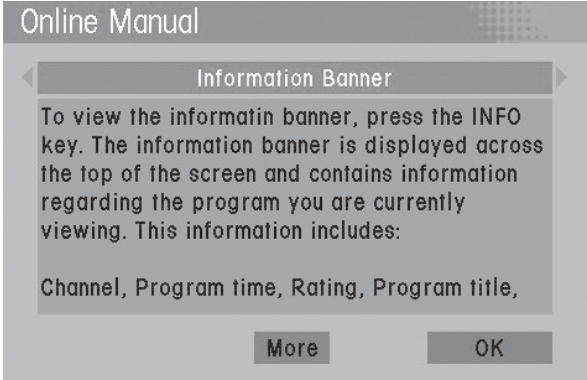 Online Manual
Information Banner
To view the informatin banner, press the INFO
key. The information banner is displayed across
the top of the screen and contains information
regarding the program you are currently
viewing. This information includes:
Channel, Program time, Rating, Program title,
More OK